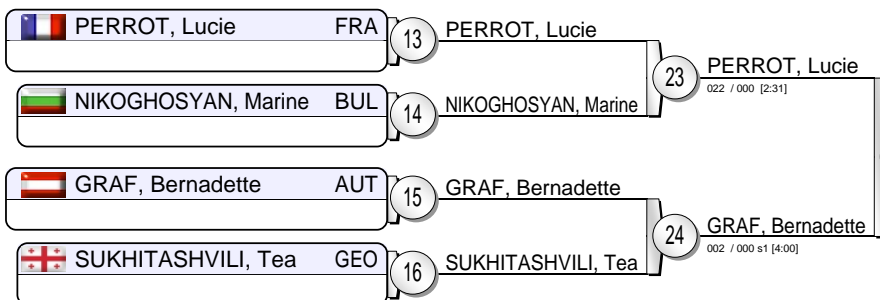 PERROT, Lucie FRA
13
PERROT, Lucie
NIKOGHOSYAN, Marine BUL
14
NIKOGHOSYAN, Marine
23
PERROT, Lucie
022 / 000 [2:31]
GRAF, Bernadette AUT
15
GRAF, Bernadette
SUKHITASHVILI, Tea GEO
16
SUKHITASHVILI, Tea
24
GRAF, Bernadette
002 / 000 s1 [4:00]